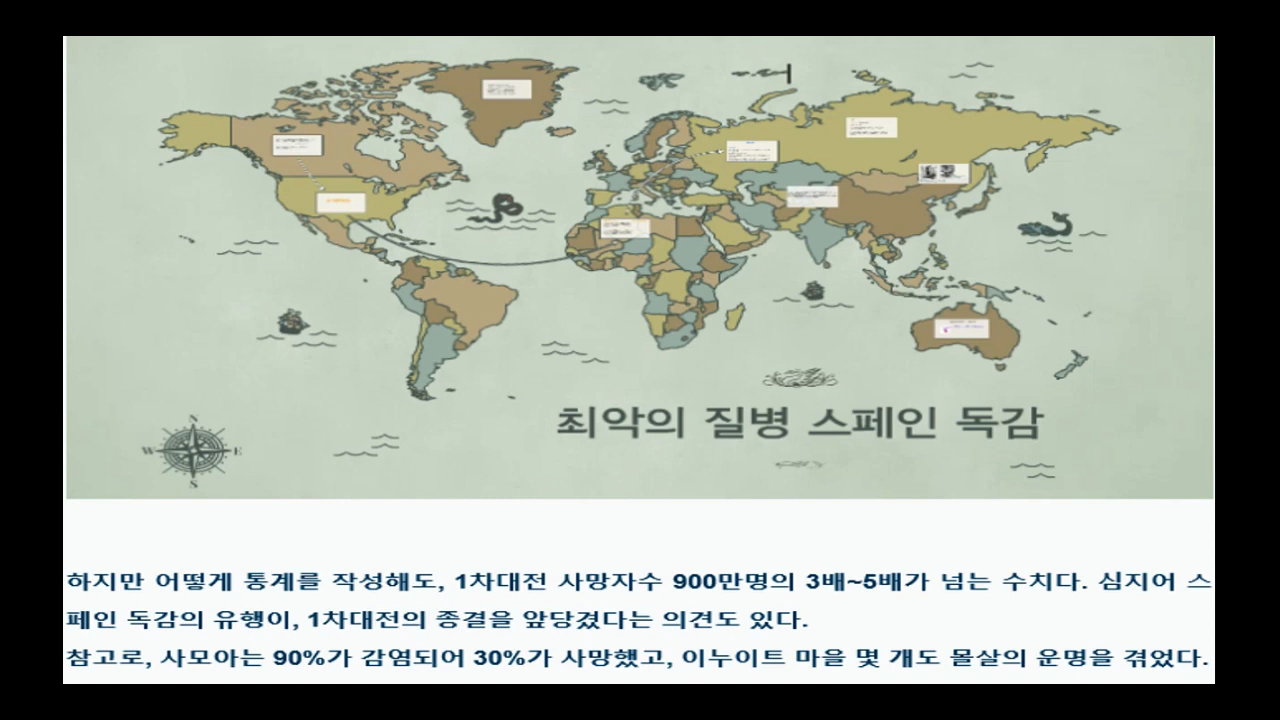 최악의 질병 스페인 독감
N
W
E
S
하지만 어떻게 통계를 작성해도, 1차대전 사망자수 900만명의 3배~5배가 넘는 수치다. 심지어 스
페인 독감의 유행이, 1차대전의 종결을 앞당겼다는 의견도 있다.
참고로, 사모아는 90%가 감염되어 30%가 사망했고, 이누이트 마을 몇 개도 몰살의 운명을 겪었다.